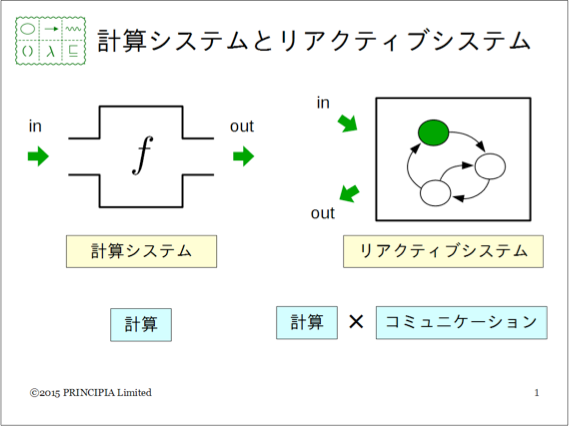 計算システムとリアクティブシステム
() λ ⊑
in
out
f
in
out
計算システム
リアクティブシステム
計算
計算 × コミュニケーション
©2015 PRINCIPIA Limited
1